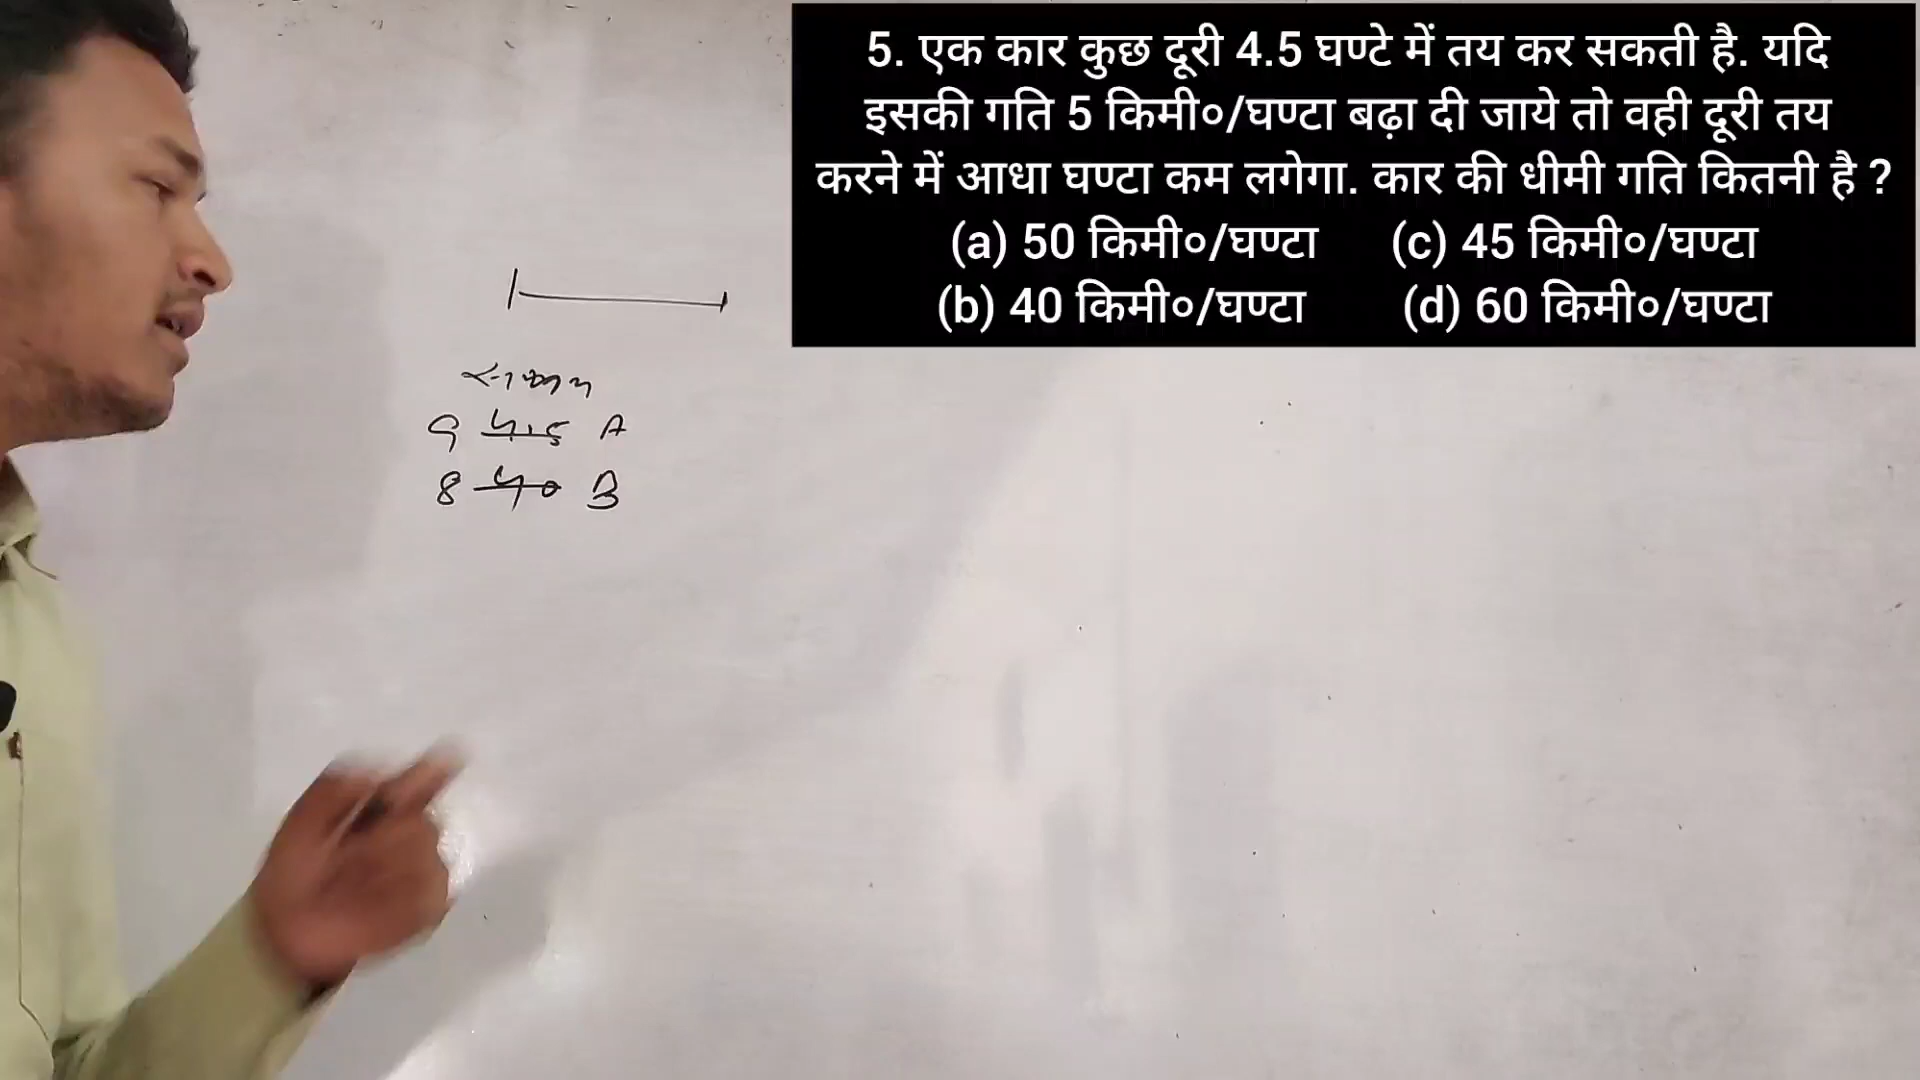 5. एक कार कुछ दूरी 4.5 घण्टे में तय कर सकती है. यदि
इसकी गति 5 किमी०/घण्टा बढ़ा दी जाये तो वही दूरी तय
करने में आधा घण्टा कम लगेगा. कार की धीमी गति कितनी है ?
(a) 50 किमी०/घण्टा (c) 45 किमी०/घण्टा
(b) 40 किमी०/घण्टा (d) 60 किमी०/घण्टा
9 4.5 A
8 40 B